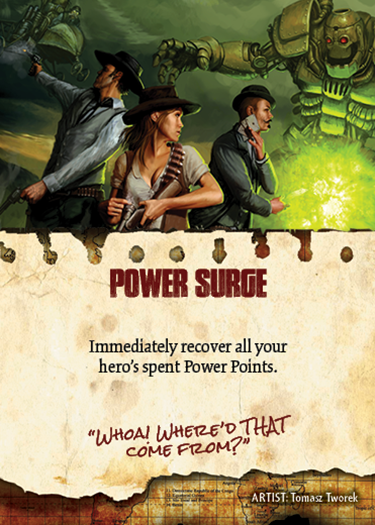 POWER SURGE
Immediately recover all your
hero's spent Power Points.
"WHOA! WHERE'D THAT
COME FROM?"
ARTIST: Tomasz Tworek